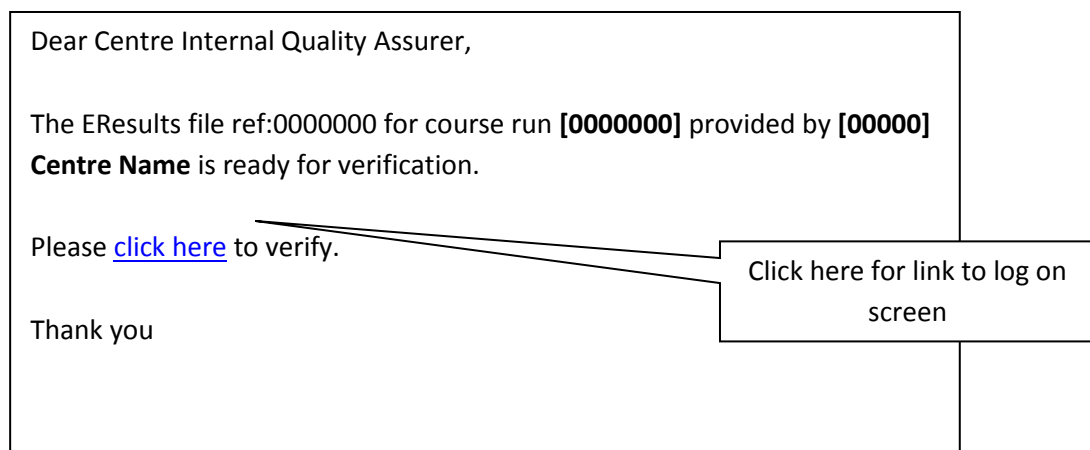 Dear Centre Internal Quality Assurer,
The EResults file ref:0000000 for course run [0000000] provided by [00000]
Centre Name is ready for verification.
Please click here to verify.
Click here for link to log on
screen
Thank you